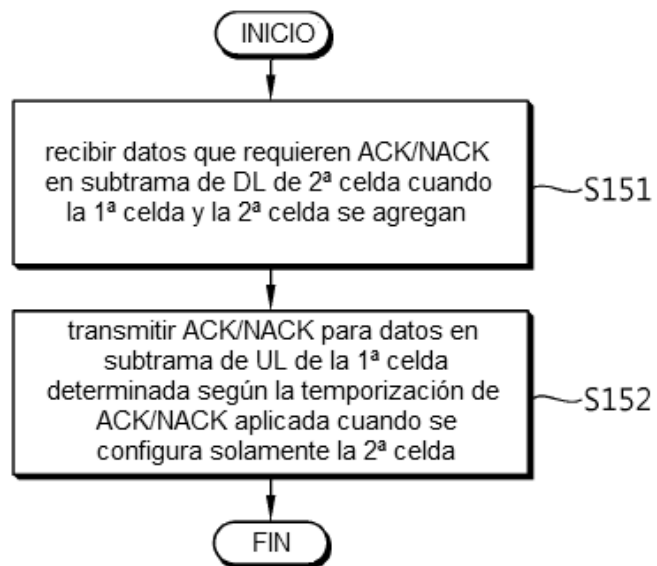 INICIO
recibir datos que requieren ACK/NACK
en subtrama de DL de 2ª celda cuando
la 1ª celda y la 2ª celda se agregan
S151
transmitir ACK/NACK para datos en
subtrama de UL de la 1ª celda
determinada según la temporización de
ACK/NACK aplicada cuando se
configura solamente la 2ª celda
S152
FIN